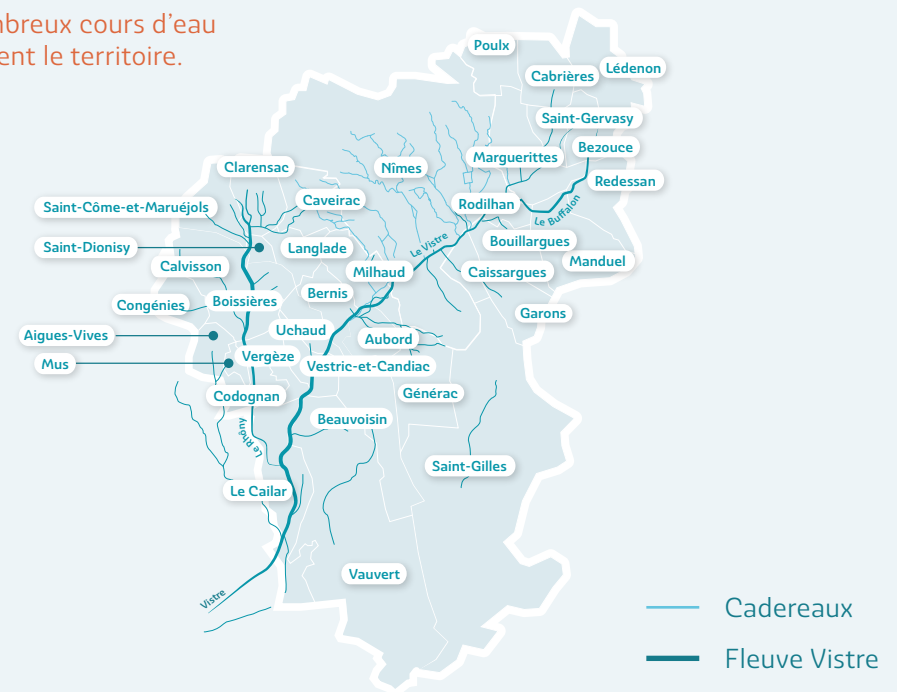 mbreux cours d'eau
ent le territoire.
Poulx
Lédenon
Cabrières
Saint-Gervasy
Bezouce
Marguerittes
Clarensac
Nîmes
Redessan
Caveirac
Rodilhan
Saint-Côme-et-Maruéjols
Le Buffalon
Le Vistre
Bouillargues
Saint-Dionisy
Langlade
Manduel
Calvisson
Milhaud
Caissargues
Bernis
Boissières
Congénies
Garons
Uchaud
Aigues-Vives
Aubord
Vergèze
Mus
Vestric-et-Candiac
Codognan
Générac
Beauvoisin
Le Rhôny
Saint-Gilles
Le Cailar
Vauvert
Vistre
Cadereaux
Fleuve Vistre